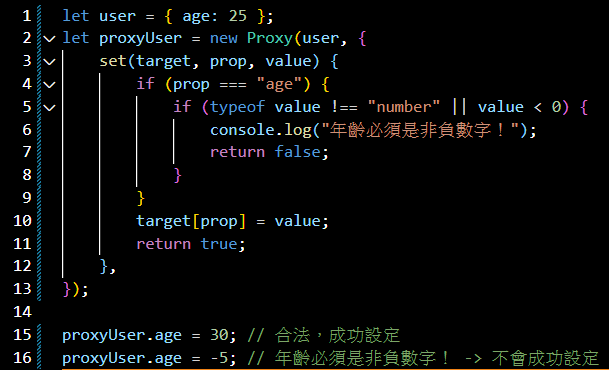 1 let user = { age: 25 };
2 let proxyUser = new Proxy(user, {
3     set(target, prop, value) {
4         if (prop === "age") {
5             if (typeof value !== "number" || value < 0) {
6                 console.log("年齡必須是非負數字！");
7                 return false;
8             }
9         }
10         target[prop] = value;
11         return true;
12     },
13 });
14
15 proxyUser.age = 30; // 合法，成功設定
16 proxyUser.age = -5; // 年齡必須是非負數字！ -> 不會成功設定